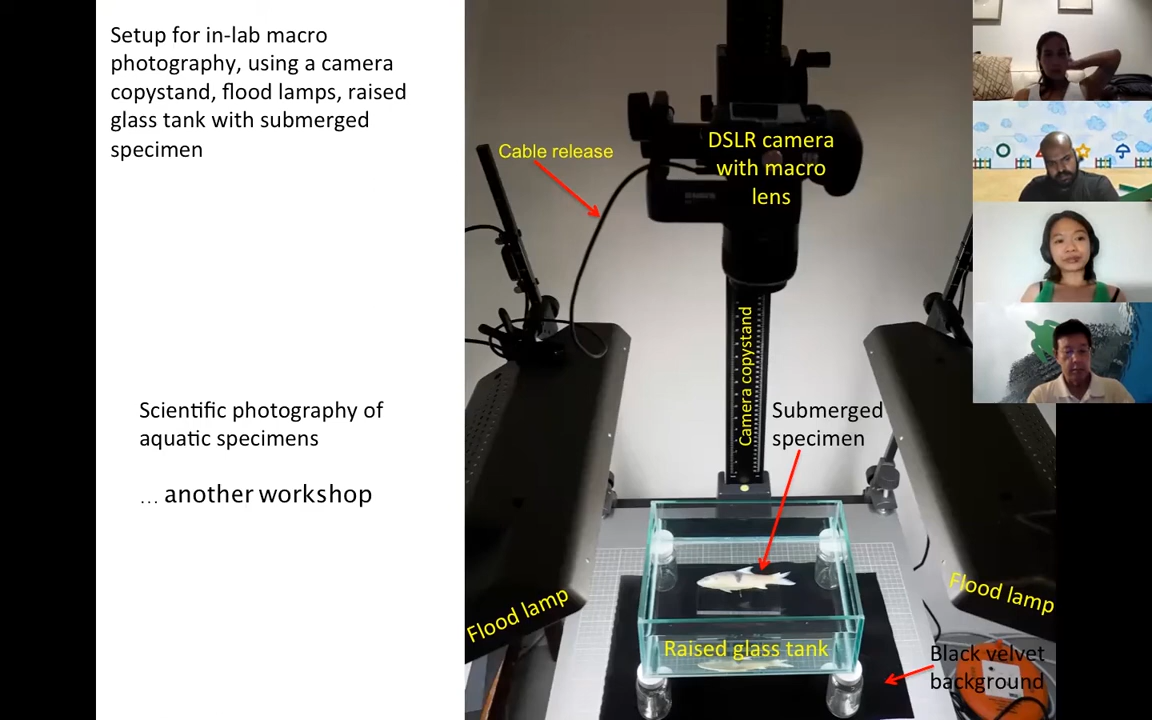 Setup for in-lab macro
photography, using a camera
copystand, flood lamps, raised
glass tank with submerged
specimen
Scientific photography of
aquatic specimens
... another workshop
Cable release
DSLR camera
with macro
lens
Camera copystand
Submerged
specimen
Flood lamp
Flood lamp
Raised glass tank
Black velvet
background